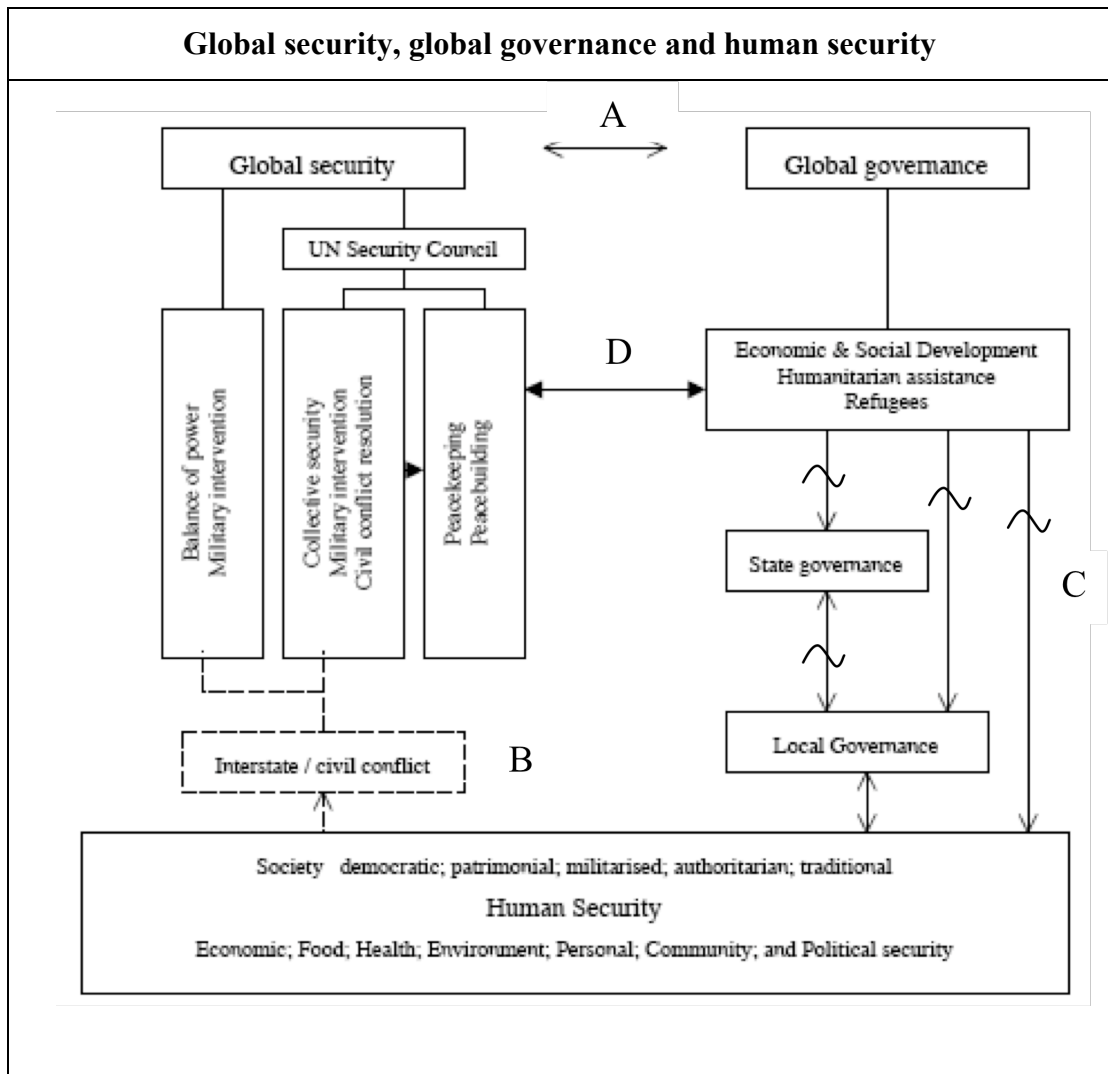 Global security, global governance and human security
A
Global security
Global governance
UN Security Council
Balance of power
Military intervention
Collective security
Military intervention
Civil conflict resolution
Peacekeeping
Peacebuilding
D
Economic & Social Development
Humanitarian assistance
Refugees
State governance
C
Local Governance
Interstate / civil conflict
B
Society democratic; patrimonial; militarised; authoritarian; traditional
Human Security
Economic; Food; Health; Environment; Personal; Community; and Political security